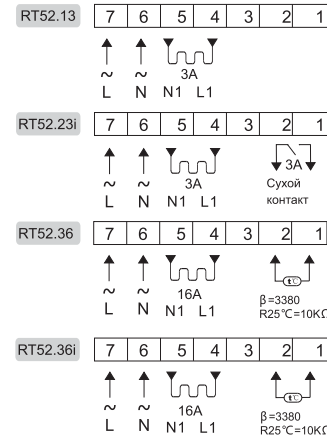 RT52.13 7 6 5 4 3 2 1
3A
~ ~
L N N1 L1
RT52.23i 7 6 5 4 3 2 1
3A
~ ~ 3A Сухой
L N N1 L1 контакт
RT52.36 7 6 5 4 3 2 1
t℃
~ ~ 16A β=3380
L N N1 L1 R25℃=10KΩ
RT52.36i 7 6 5 4 3 2 1
t℃
~ ~ 16A β=3380
L N N1 L1 R25℃=10KΩ